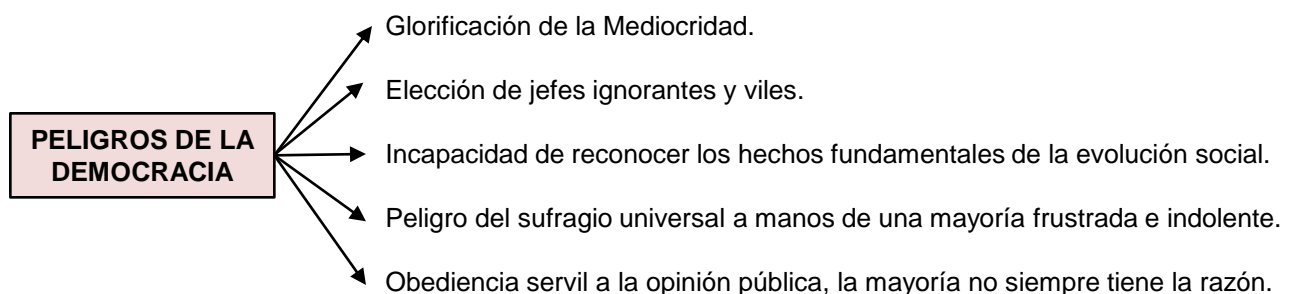 Glorificación de la Mediocridad.
Elección de jefes ignorantes y viles.
PELIGROS DE LA
DEMOCRACIA
Incapacidad de reconocer los hechos fundamentales de la evolución social.
Peligro del sufragio universal a manos de una mayoría frustrada e indolente.
Obediencia servil a la opinión pública, la mayoría no siempre tiene la razón.